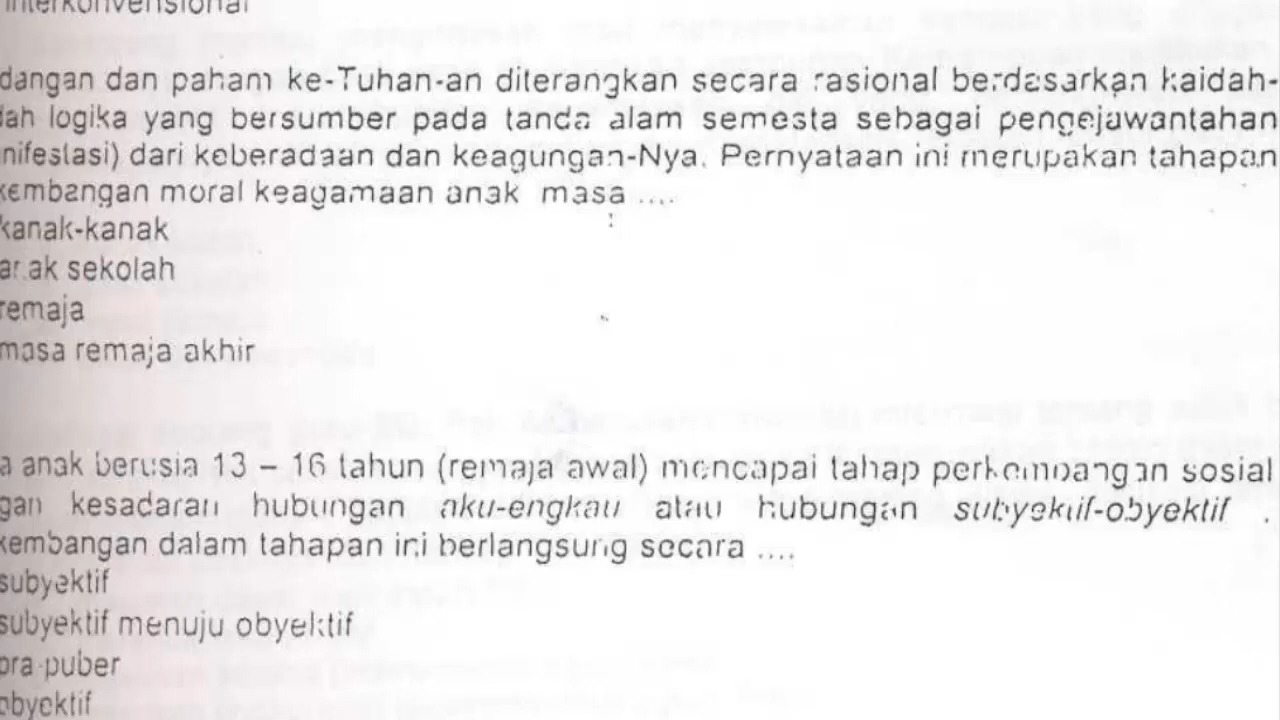 interkonvensional
dangan dan paham ke-Tuhan-an diterangkan secara rasional berdasarkan kaidah-
dah logika yang bersumber pada tanda alam semesta sebagai pengejawantahan
nifestasi) dari keberadaan dan keagungan-Nya. Pernyataan ini merupakan tahapan
kembangan moral keagamaan anak masa ....
kanak-kanak
anak sekolah
remaja
masa remaja akhir
a anak berusia 13 – 16 tahun (remaja awal) mencapai tahap perkembangan sosial
gan kesadaran hubungan aku-engkau atau hubungan subyektif-obyektif .
kembangan dalam tahapan ini berlangsung secara ....
subyektif
subyektif menuju obyektif
pra puber
obyektif